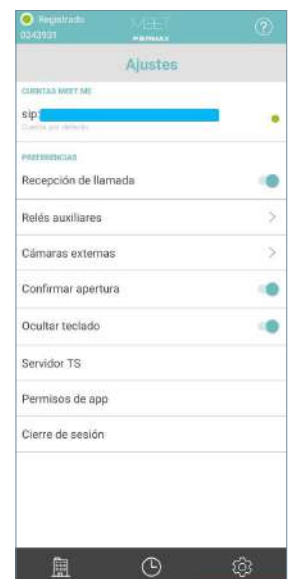 Registrado
0243931
MEET
FERMAX
Ajustes
CUENTAS MEET ME
sip:
Cuenta por defecto
PREFERENCIAS
Recepción de llamada
Relés auxiliares
Cámaras externas
Confirmar apertura
Ocultar teclado
Servidor TS
Permisos de app
Cierre de sesión